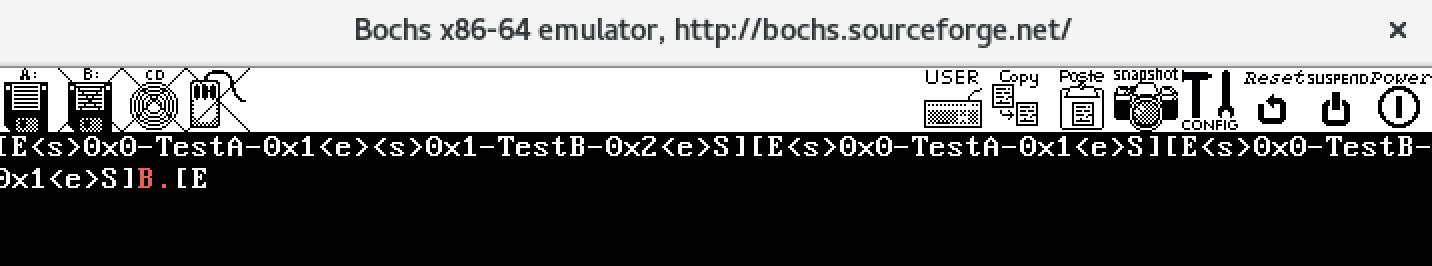 Bochs x86-64 emulator, http://bochs.sourceforge.net/ ×
A: B: CD USER Copy Paste snapshot CONFIG Reset SUSPEND Power
[E<s>0x0-TestA-0x1<e><s>0x1-TestB-0x2<e>S][E<s>0x0-TestA-0x1<e>S][E<s>0x0-TestB-
0x1<e>S]B.[E